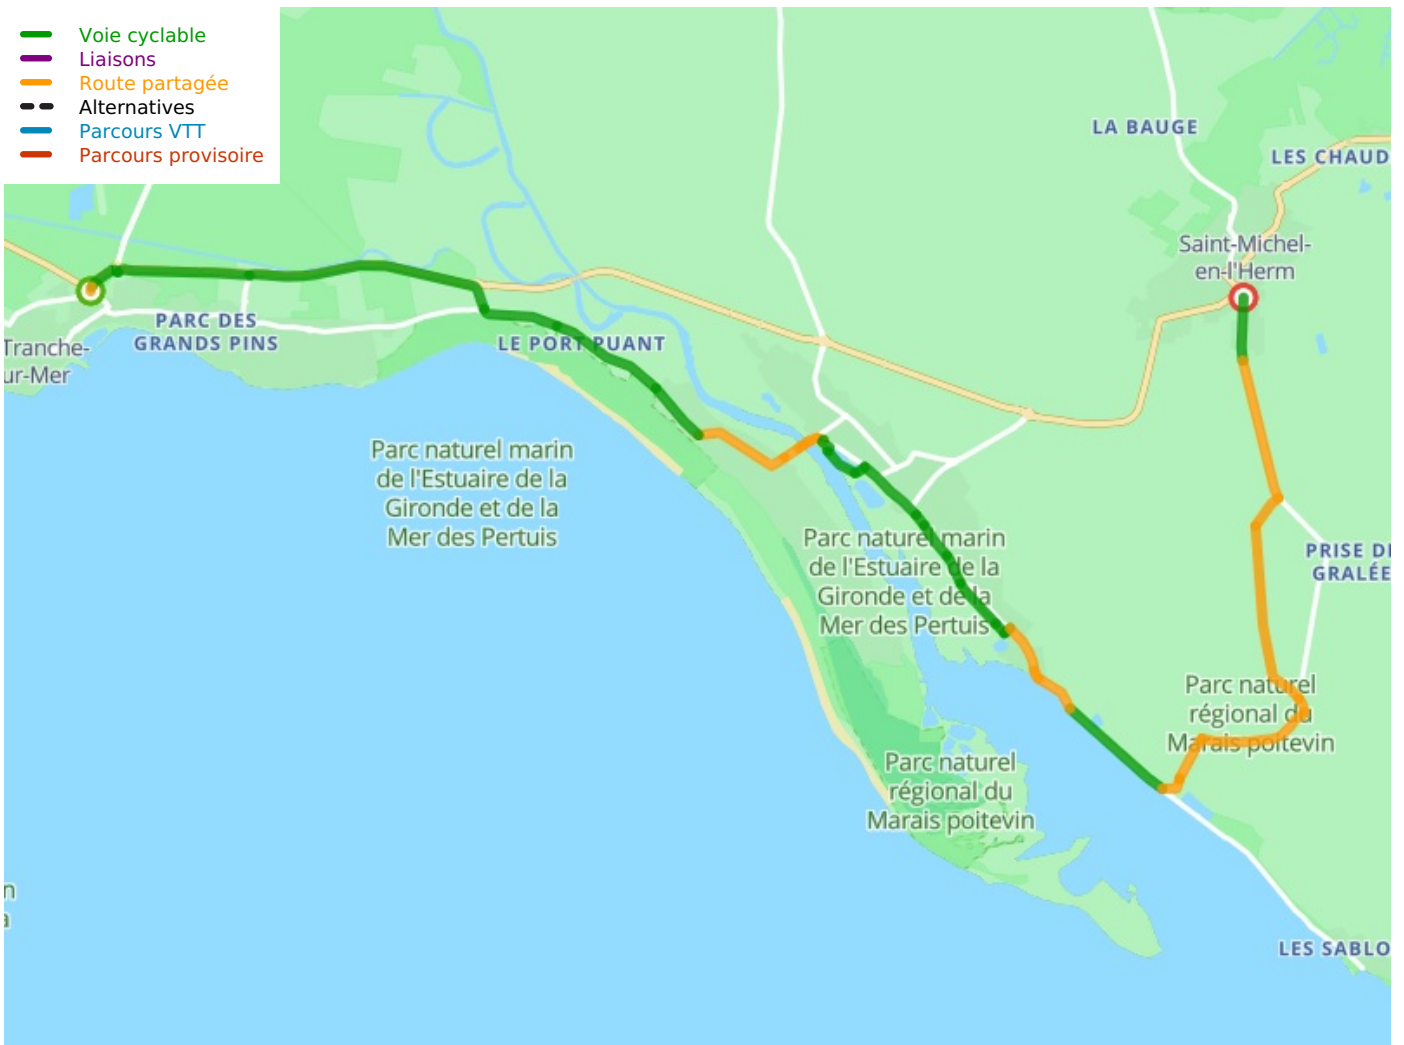 Voie cyclable
Liaisons
Route partagée
Alternatives
Parcours VTT
Parcours provisoire
LA BAUGE
LES CHAUD
Saint-Michel-
en-l'Herm
PARC DES
GRANDS PINS
Tranche-
ur-Mer
LE PORT PUANT
Parc naturel marin
de l'Estuaire de la
Gironde et de la
Mer des Pertuis
Parc naturel marin
de l'Estuaire de la
Gironde et de la
Mer des Pertuis
PRISE DE
GRALÉE
Parc naturel
régional du
Marais poitevin
Parc naturel
régional du
Marais poitevin
n
a
LES SABLO